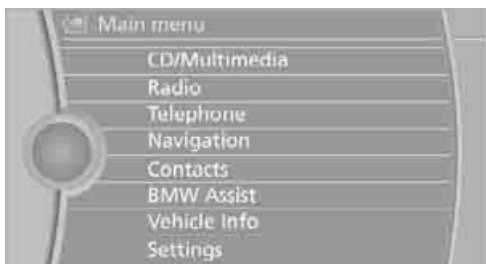 Main menu
CD/Multimedia
Radio
Telephone
Navigation
Contacts
BMW Assist
Vehicle Info
Settings